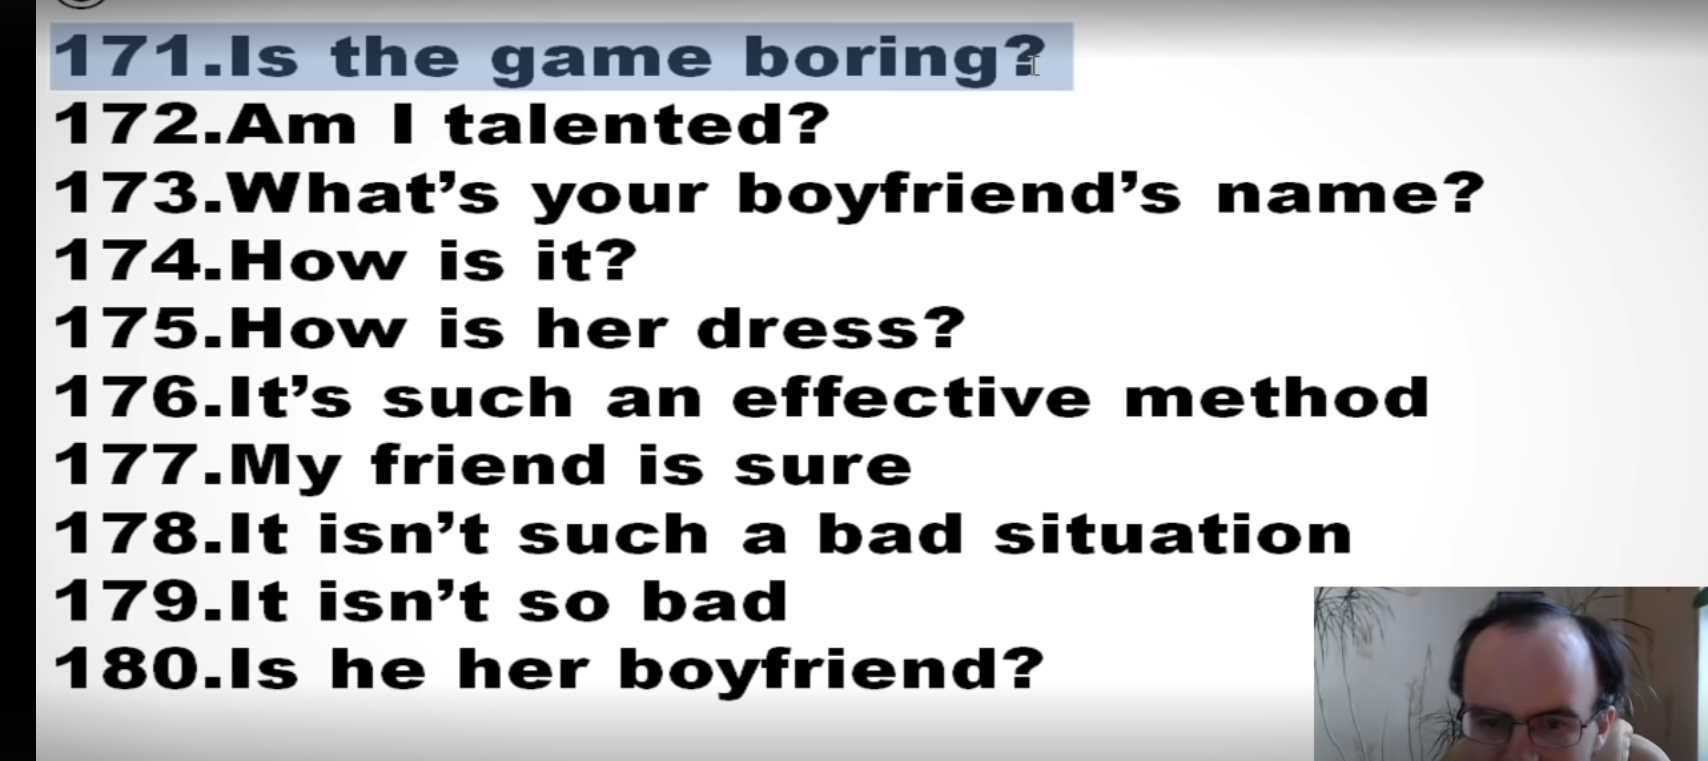 171.Is the game boring?
172.Am I talented?
173.What’s your boyfriend’s name?
174.How is it?
175.How is her dress?
176.It’s such an effective method
177.My friend is sure
178.It isn’t such a bad situation
179.It isn’t so bad
180.Is he her boyfriend?